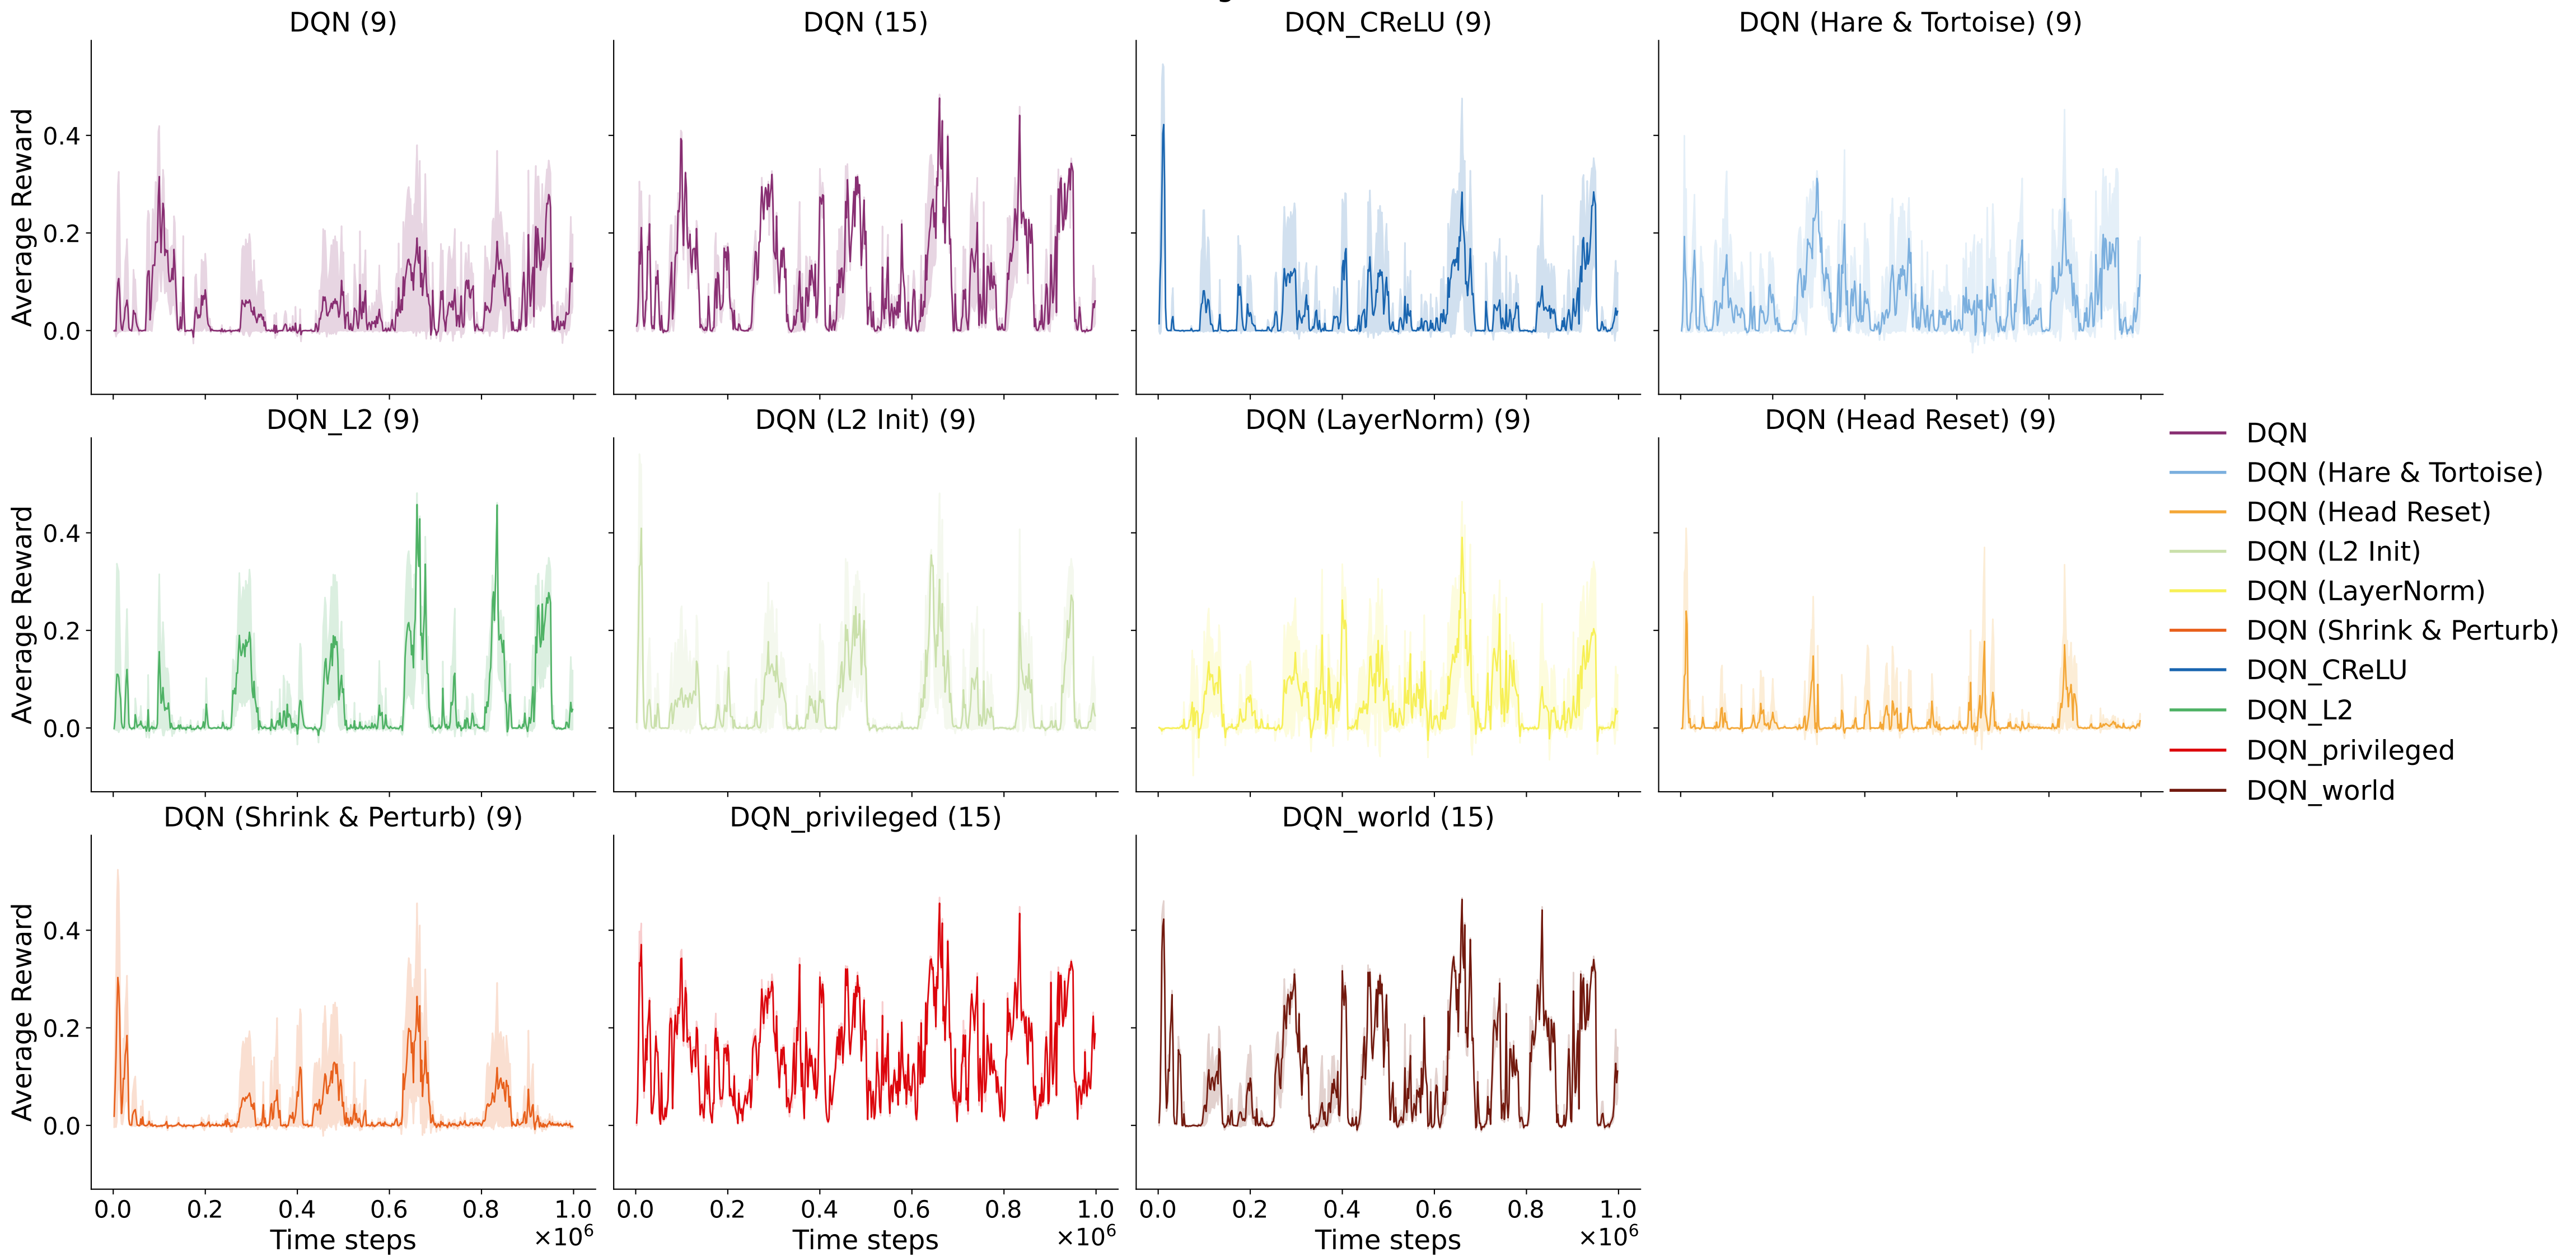 DQN (9)
DQN (15)
DQN_CReLU (9)
DQN (Hare & Tortoise) (9)
Average Reward
0.4
0.2
0.0
DQN_L2 (9)
DQN (L2 Init) (9)
DQN (LayerNorm) (9)
DQN (Head Reset) (9)
Average Reward
0.4
0.2
0.0
DQN
DQN (Hare & Tortoise)
DQN (Head Reset)
DQN (L2 Init)
DQN (LayerNorm)
DQN (Shrink & Perturb)
DQN_CReLU
DQN_L2
DQN_privileged
DQN_world
DQN (Shrink & Perturb) (9)
DQN_privileged (15)
DQN_world (15)
Average Reward
0.4
0.2
0.0
0.0 0.2 0.4 0.6 0.8 1.0
×10⁶
Time steps
0.0 0.2 0.4 0.6 0.8 1.0
×10⁶
Time steps
0.0 0.2 0.4 0.6 0.8 1.0
×10⁶
Time steps